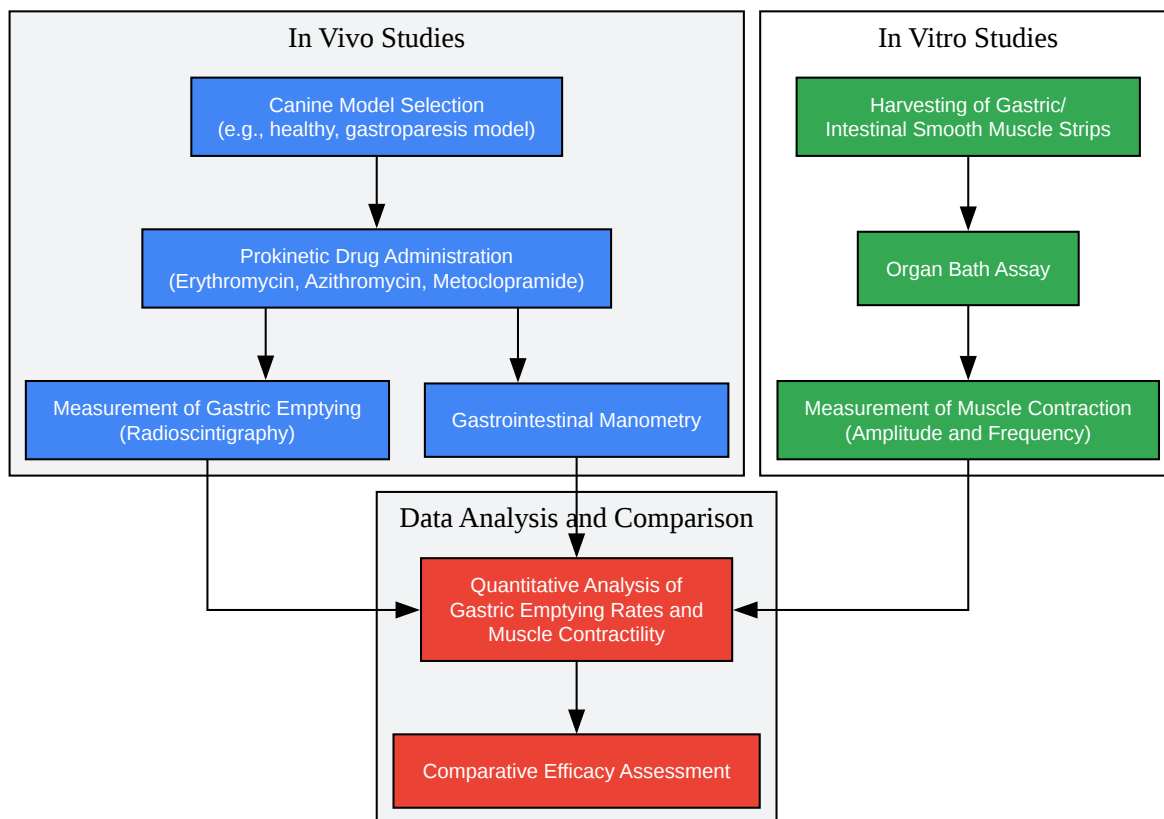 In Vivo Studies
Canine Model Selection
(e.g., healthy, gastroparesis model)
Prokinetic Drug Administration
(Erythromycin, Azithromycin, Metoclopramide)
Measurement of Gastric Emptying
(Radioscintigraphy)
Gastrointestinal Manometry
In Vitro Studies
Harvesting of Gastric/
Intestinal Smooth Muscle Strips
Organ Bath Assay
Measurement of Muscle Contraction
(Amplitude and Frequency)
Data Analysis and Comparison
Quantitative Analysis of
Gastric Emptying Rates and
Muscle Contractility
Comparative Efficacy Assessment